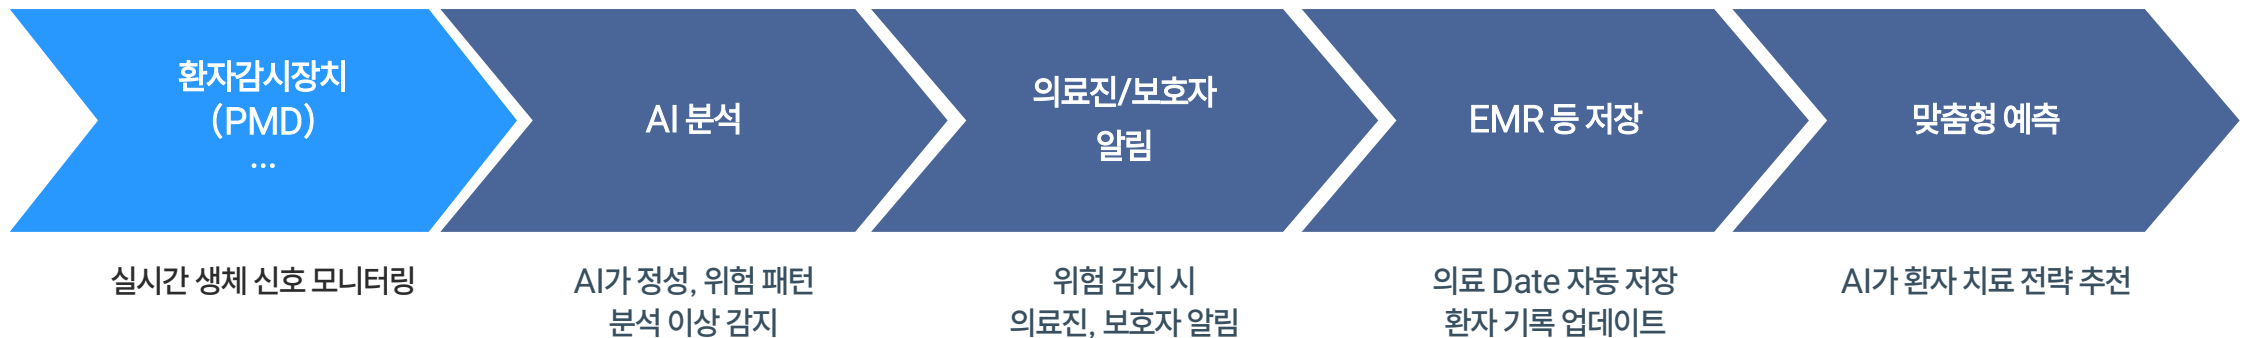 환자감시장치
(PMD)
...
AI 분석
의료진/보호자
알림
EMR 등 저장
맞춤형 예측
실시간 생체 신호 모니터링
AI가 정성, 위험 패턴
분석 이상 감지
위험 감지 시
의료진, 보호자 알림
의료 Date 자동 저장
환자 기록 업데이트
AI가 환자 치료 전략 추천